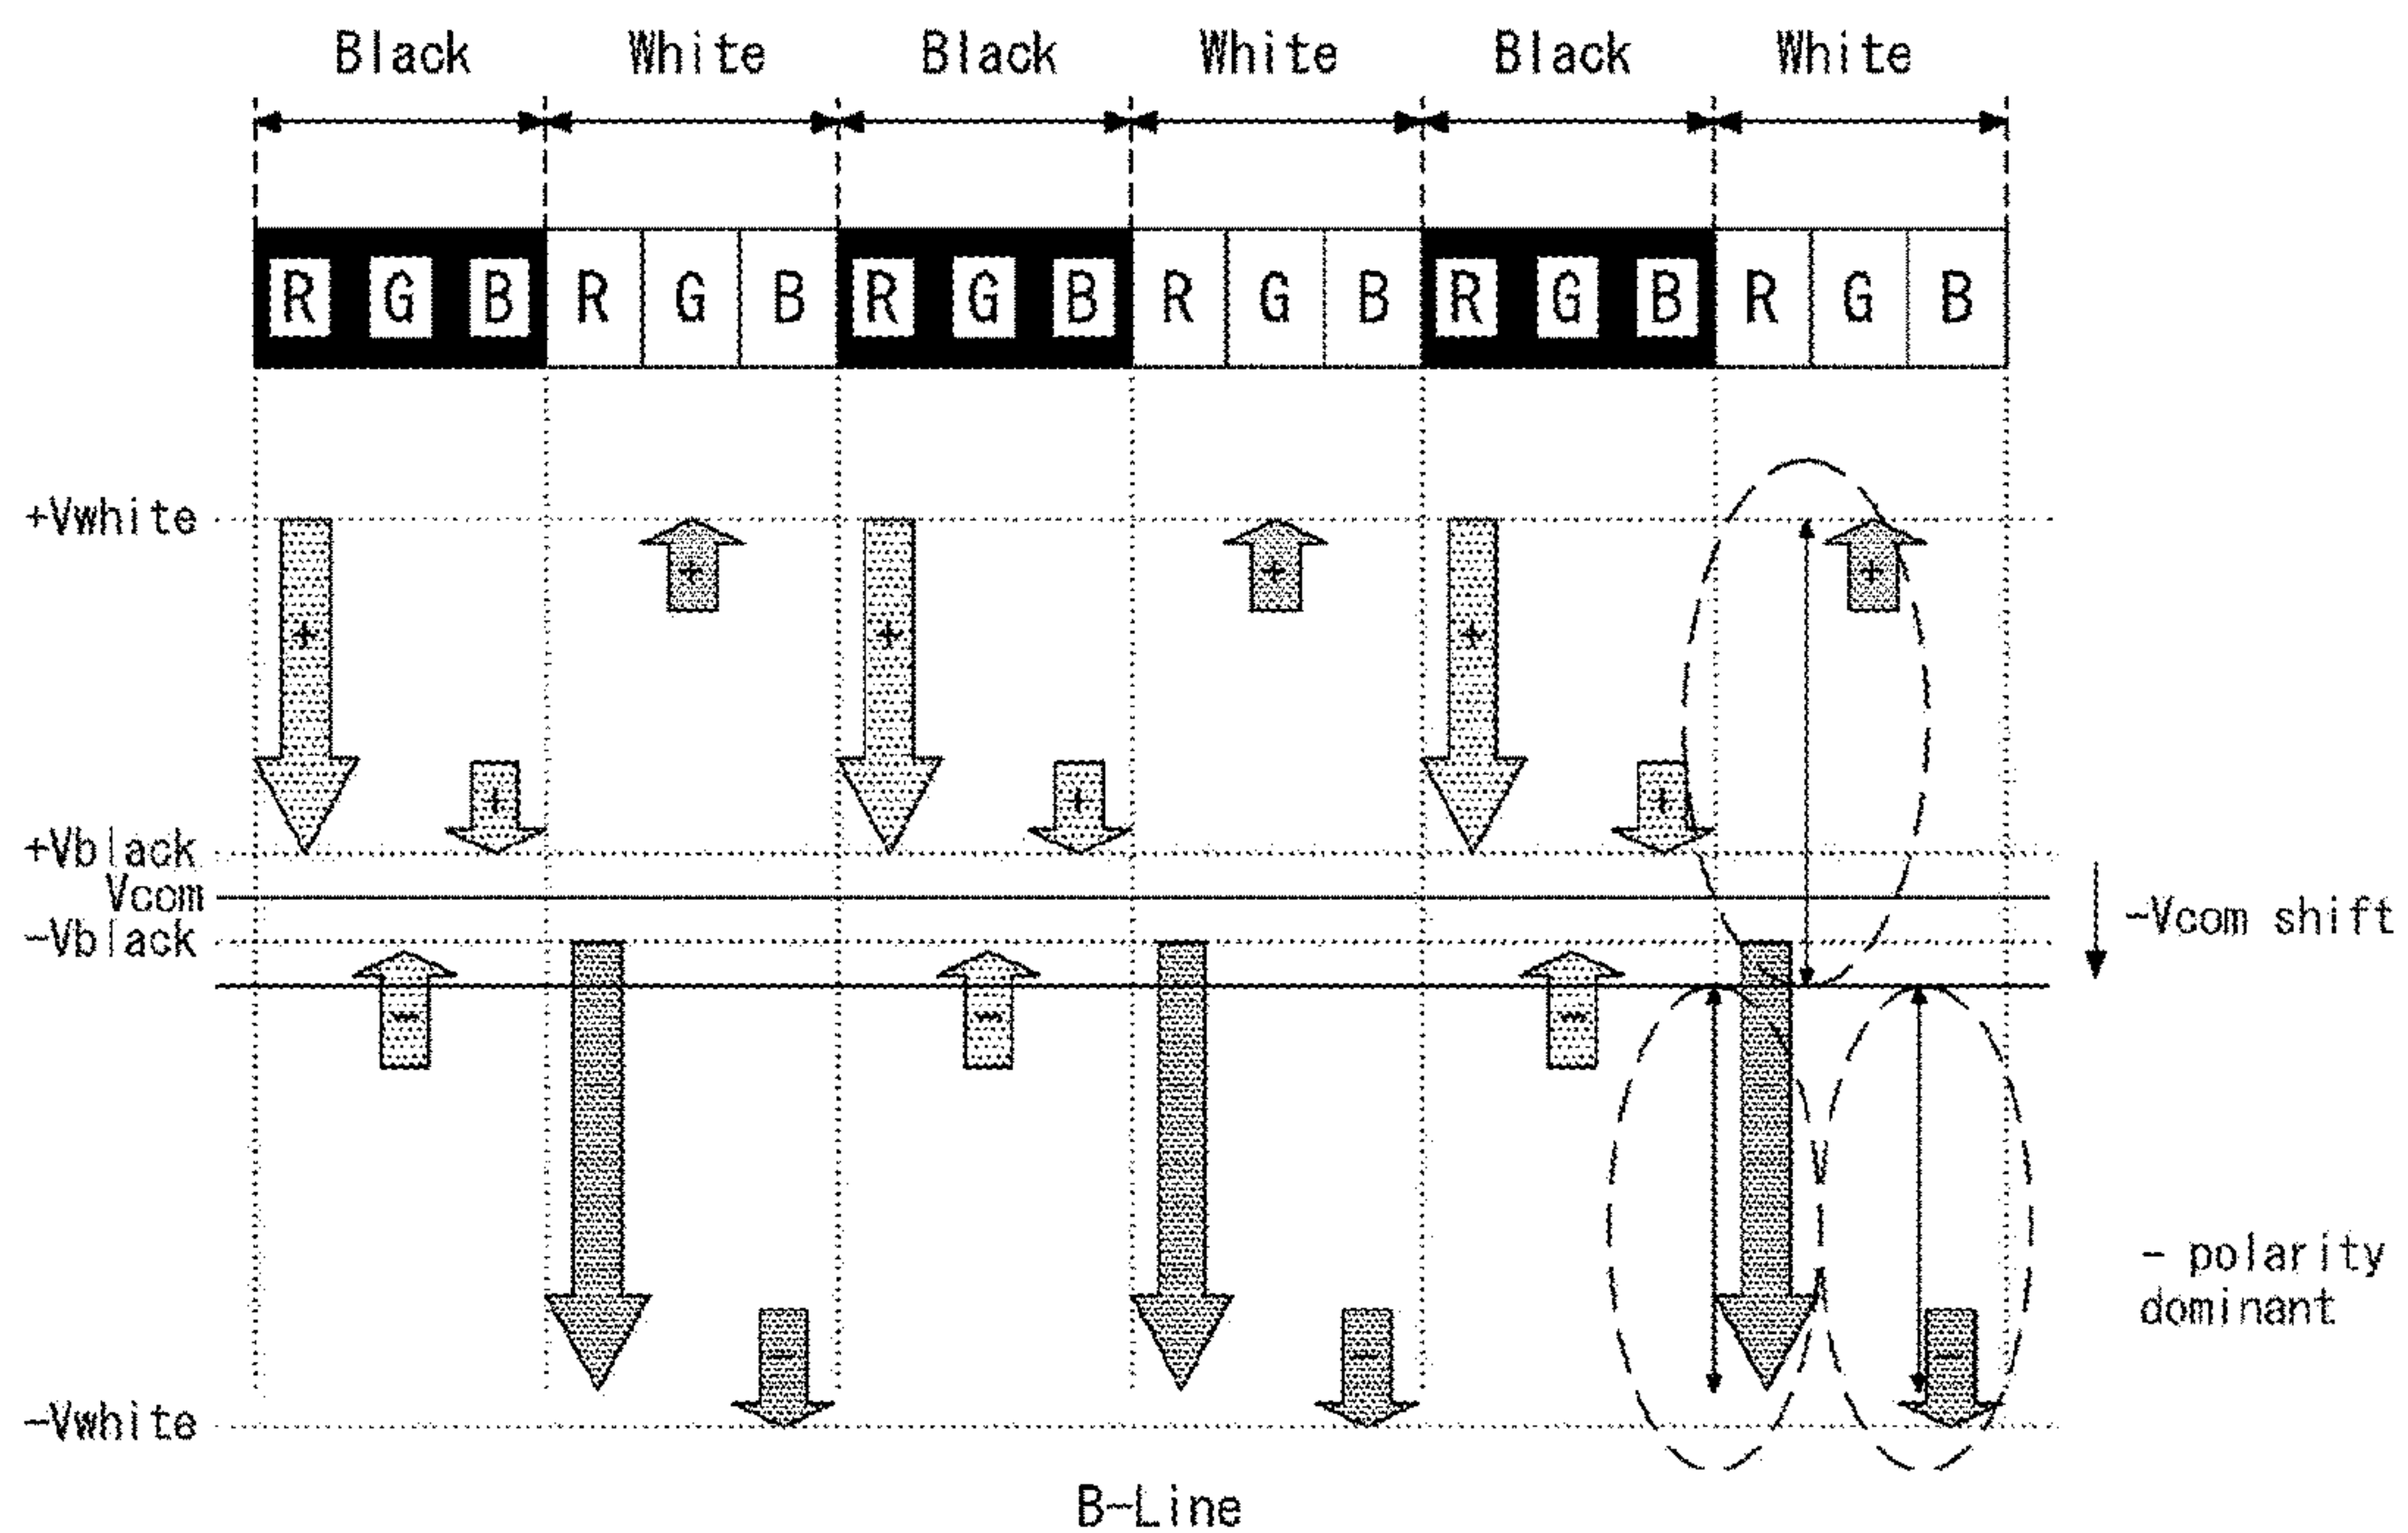 Black White Black White Black White
R G B R G B R G B R G B R G B R G B
+Vwhite
+ + +
+ + +
+ + +
+Vblack
Vcom
-Vblack
-Vcom shift
- - -
- polarity
dominant
- - -
-Vwhite
B-Line